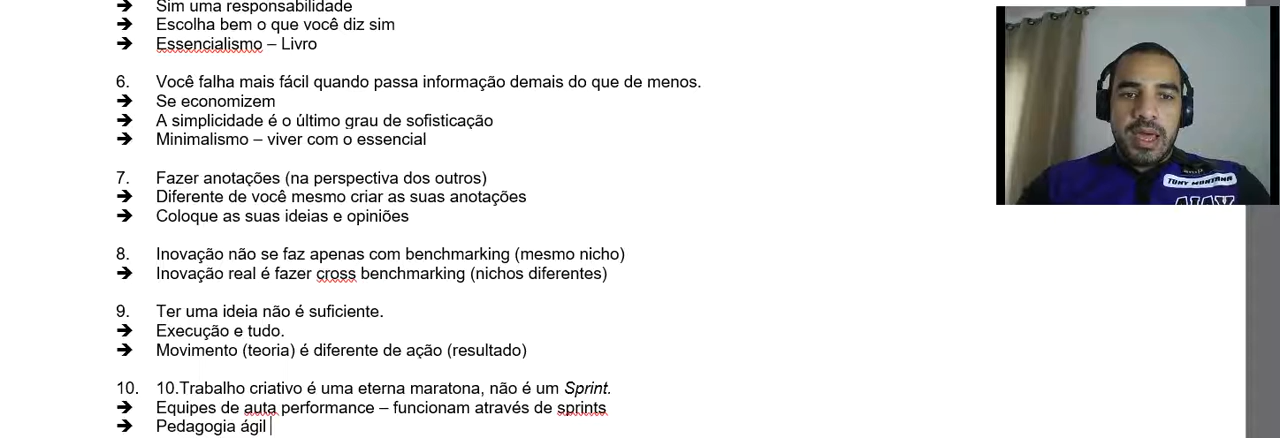 ➔ Sim uma responsabilidade
➔ Escolha bem o que você diz sim
➔ Essencialismo – Livro
6. Você falha mais fácil quando passa informação demais do que de menos.
➔ Se economizem
➔ A simplicidade é o último grau de sofisticação
➔ Minimalismo – viver com o essencial
7. Fazer anotações (na perspectiva dos outros)
➔ Diferente de você mesmo criar as suas anotações
➔ Coloque as suas ideias e opiniões
8. Inovação não se faz apenas com benchmarking (mesmo nicho)
➔ Inovação real é fazer cross benchmarking (nichos diferentes)
9. Ter uma ideia não é suficiente.
➔ Execução e tudo.
➔ Movimento (teoria) é diferente de ação (resultado)
10. 10.Trabalho criativo é uma eterna maratona, não é um Sprint.
➔ Equipes de auta performance – funcionam através de sprints
➔ Pedagogia ágil
TONY MONTANA